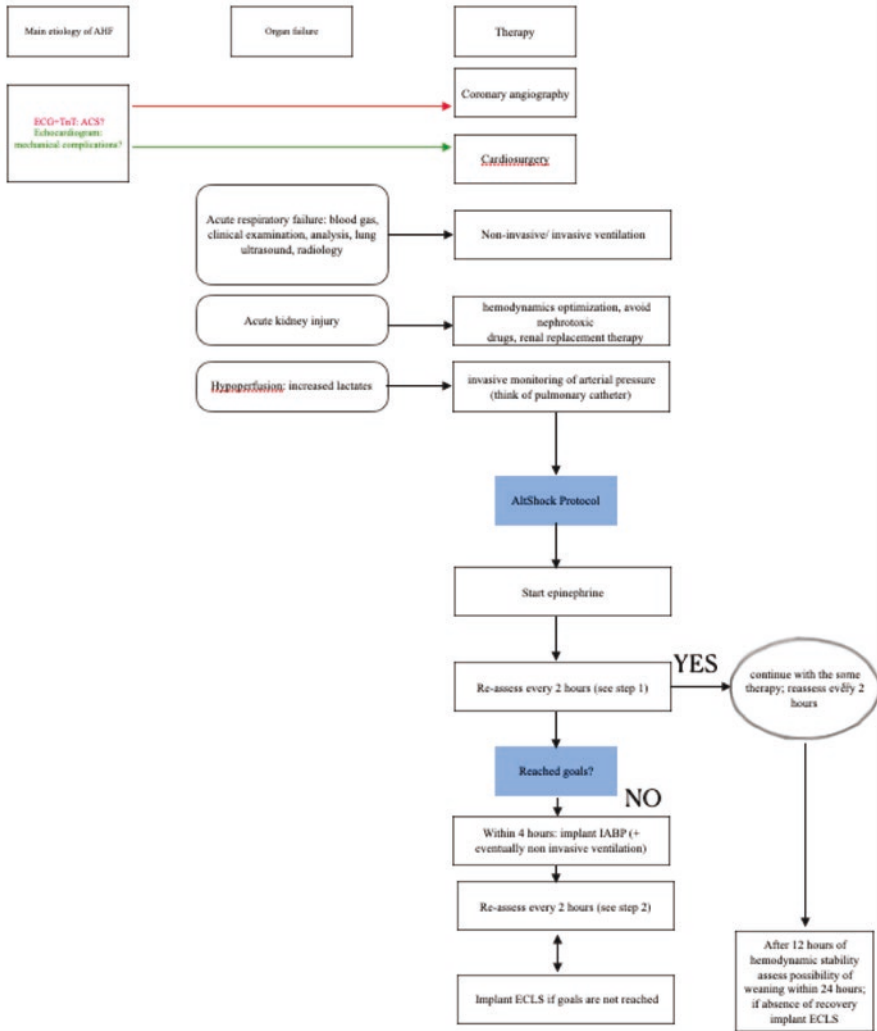 Main etiology of AHF
Organ failure
Therapy
ECG+TnT: ACS?
Echocardiogram:
mechanical complications?
Coronary angiography
Cardiosurgery
Acute respiratory failure: blood gas,
clinical examination, analysis, lung
ultrasound, radiology
Non-invasive/ invasive ventilation
Acute kidney injury
hemodynamics optimization, avoid
nephrotoxic
drugs, renal replacement therapy
Hypoperfusion: increased lactates
invasive monitoring of arterial pressure
(think of pulmonary catheter)
AltShock Protocol
Start epinephrine
Re-assess every 2 hours (see step 1)
YES
continue with the same
therapy; reassess every 2
hours
Reached goals?
NO
Within 4 hours: implant IABP (+
eventually non invasive ventilation)
Re-assess every 2 hours (see step 2)
Implant ECLS if goals are not reached
After 12 hours of
hemodynamic stability
assess possibility of
weaning within 24 hours;
if absence of recovery
implant ECLS